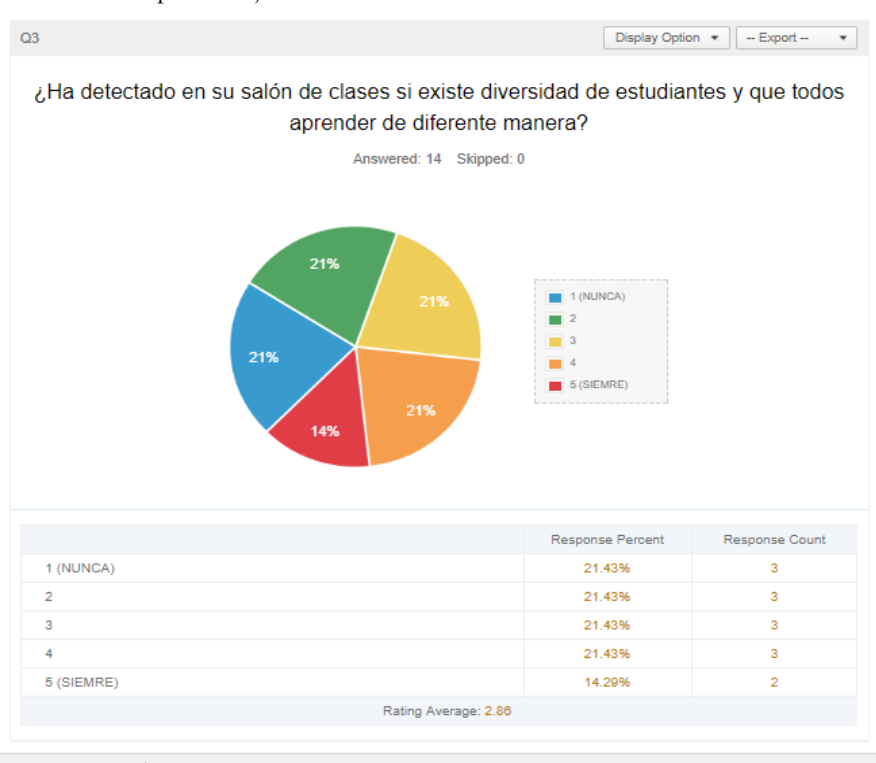 Q3
Display Option
-- Export --
¿Ha detectado en su salón de clases si existe diversidad de estudiantes y que todos
aprender de diferente manera?
Answered: 14 Skipped: 0
21%
21%
21%
21%
14%
1 (NUNCA)
2
3
4
5 (SIEMRE)
Response Percent Response Count
1 (NUNCA) 21.43% 3
2 21.43% 3
3 21.43% 3
4 21.43% 3
5 (SIEMRE) 14.29% 2
Rating Average: 2.86